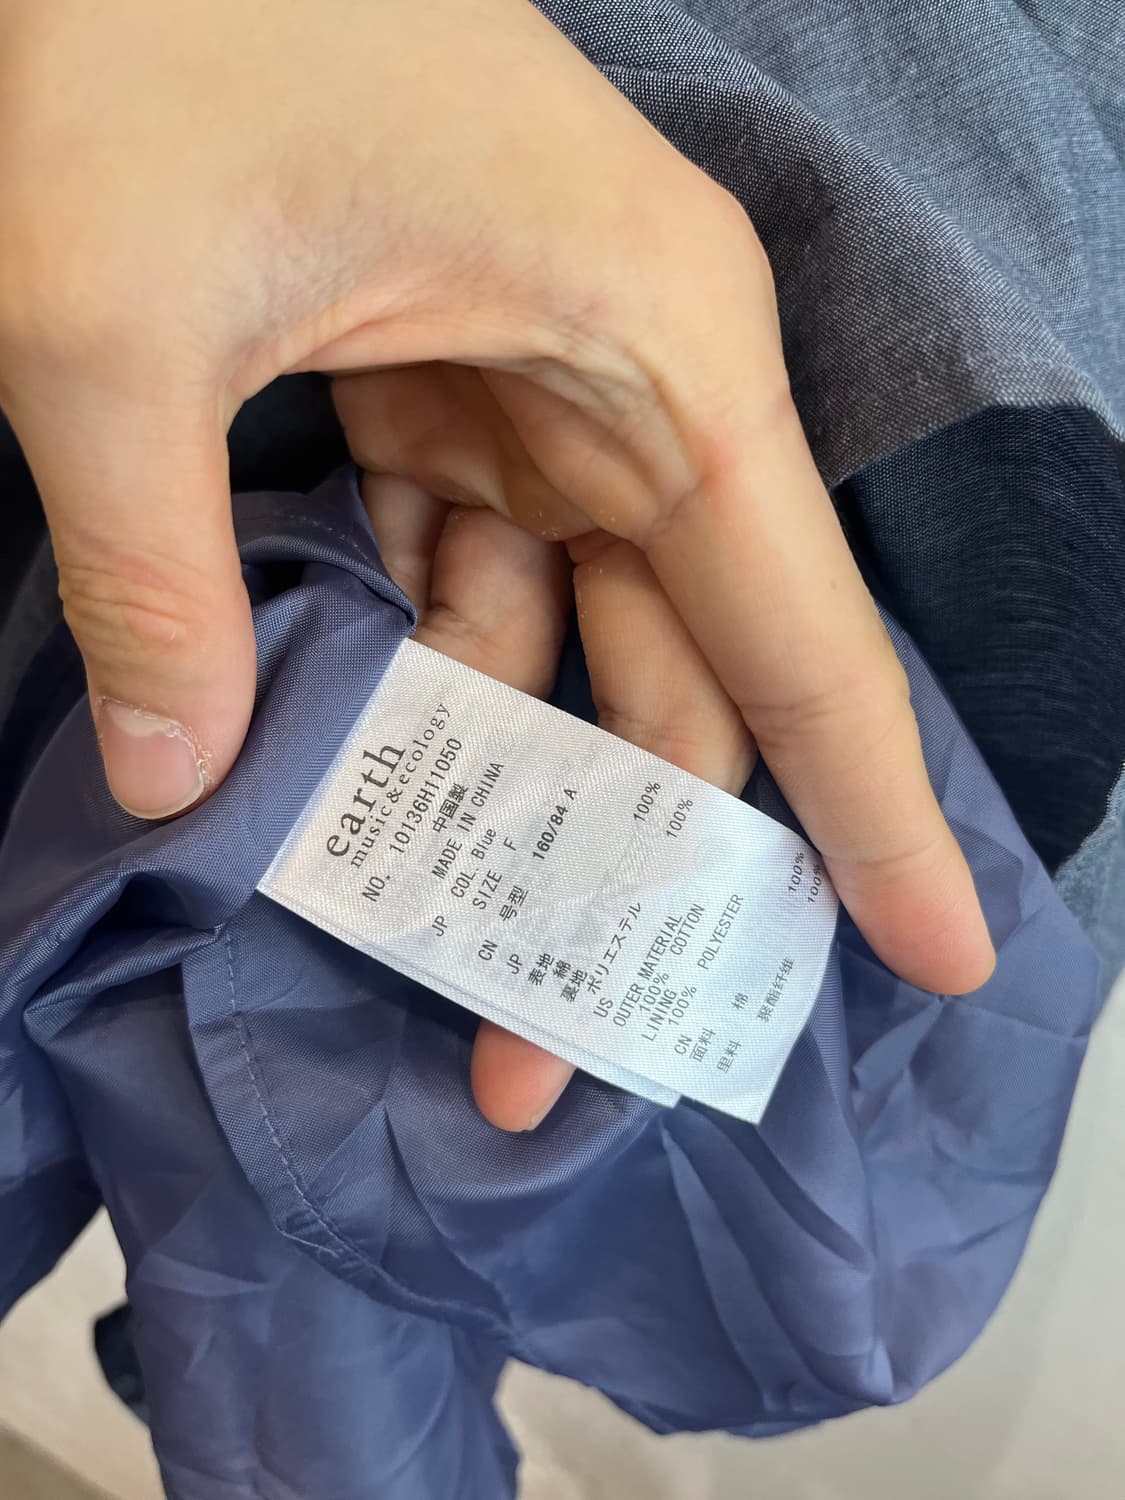 earth
music&ecology
NO. 10136H11050
中国製
MADE IN CHINA
COL. Blue
JP SIZE F
CN 号型 160/84 A
JP
表地 綿 100%
裏地 ポリエステル 100%
US
OUTER MATERIAL
100% COTTON
LINING
100% POLYESTER
CN
面料 棉 100%
里料 聚酯纤维 100%